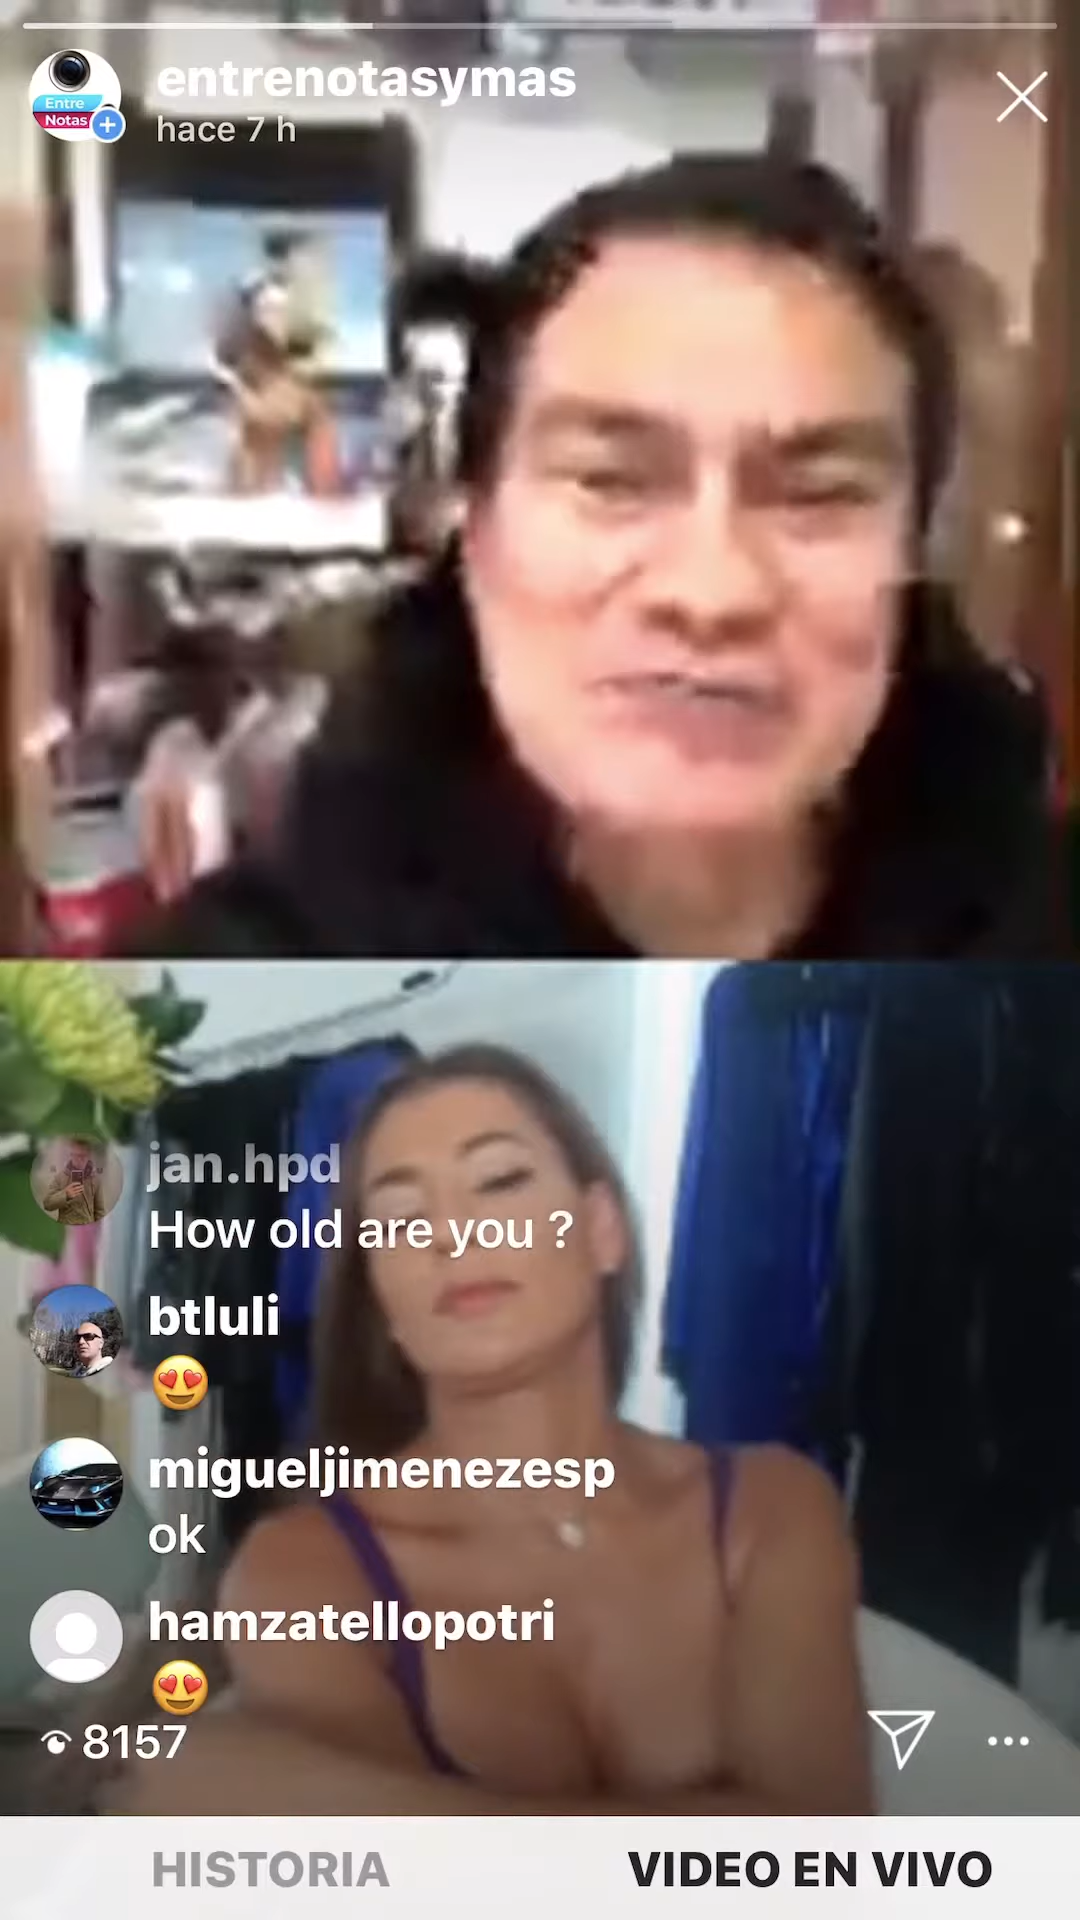 entrenotasymas
Entre
Notas
hace 7 h
jan.hpd
How old are you ?
btluli
😍
migueljimenezesp
ok
hamzatellopotri
😍
8157
HISTORIA
VIDEO EN VIVO